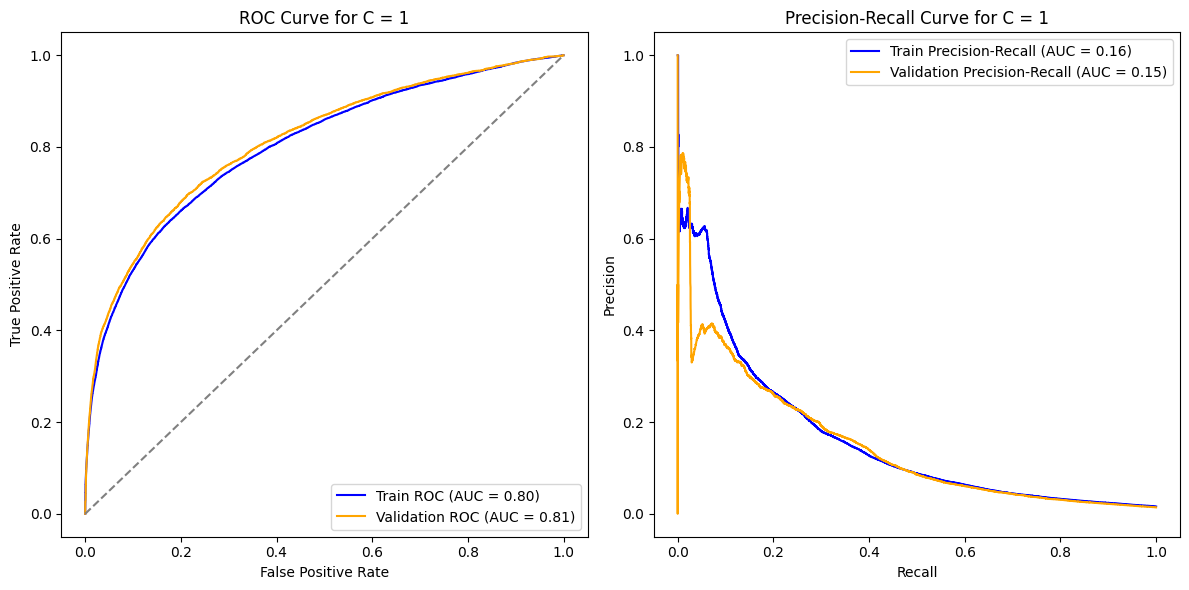 ROC Curve for C = 1
True Positive Rate
1.0
0.8
0.6
0.4
0.2
0.0
0.0 0.2 0.4 0.6 0.8 1.0
False Positive Rate
Train ROC (AUC = 0.80)
Validation ROC (AUC = 0.81)
Precision-Recall Curve for C = 1
Precision
1.0
0.8
0.6
0.4
0.2
0.0
0.0 0.2 0.4 0.6 0.8 1.0
Recall
Train Precision-Recall (AUC = 0.16)
Validation Precision-Recall (AUC = 0.15)